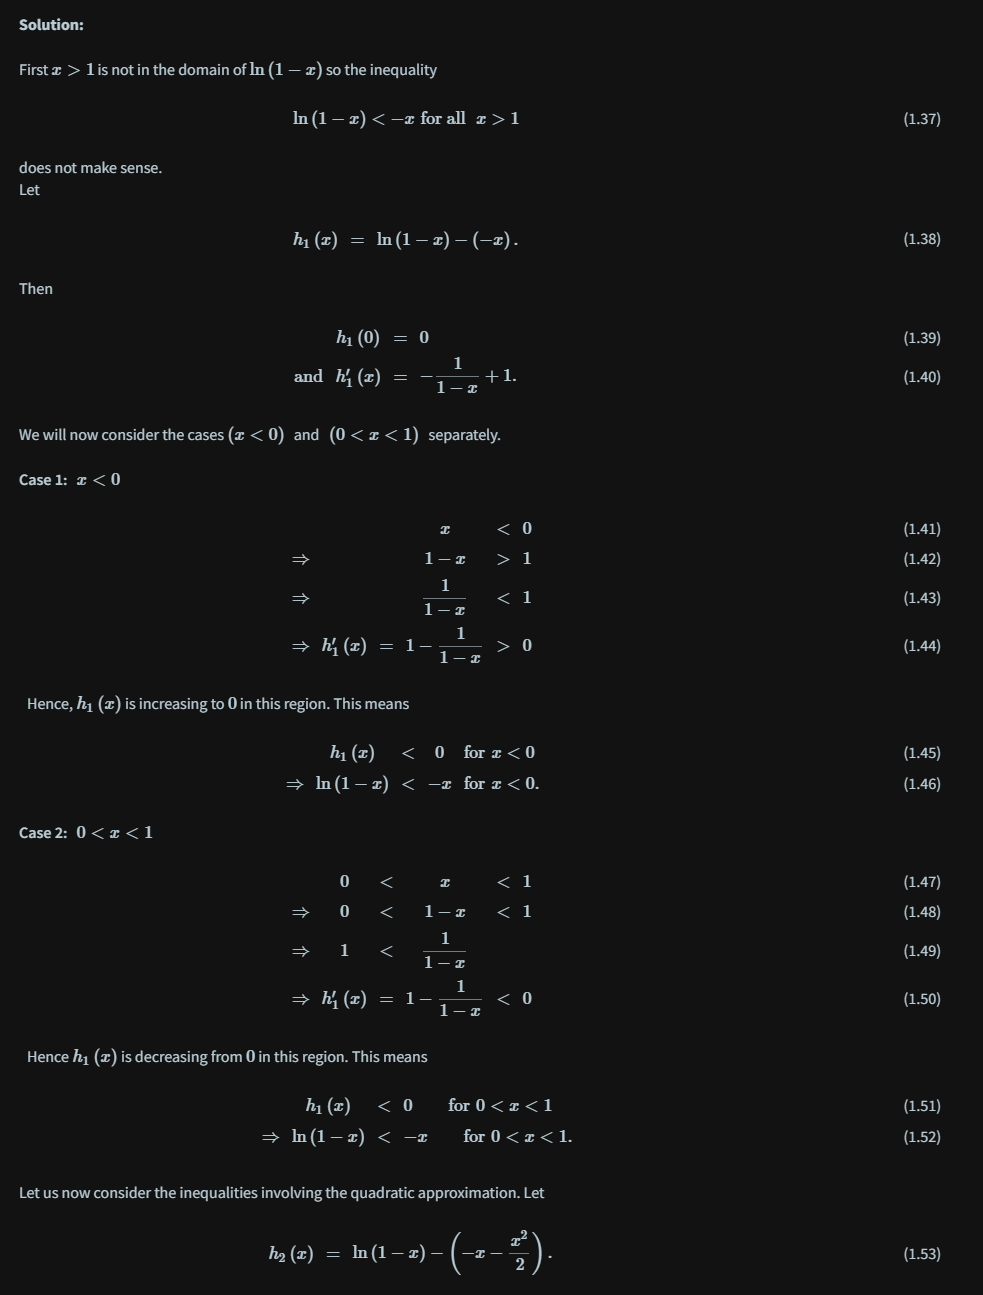 Solution:
First x > 1 is not in the domain of ln (1 − x) so the inequality
ln (1 − x) < −x for all x > 1 (1.37)
does not make sense.
Let
h₁ (x) = ln (1 − x) − (−x) . (1.38)
Then
h₁ (0) = 0 (1.39)
and h₁′ (x) = − 1/(1 − x) + 1. (1.40)
We will now consider the cases (x < 0) and (0 < x < 1) separately.
Case 1: x < 0
x < 0 (1.41)
⇒ 1 − x > 1 (1.42)
⇒ 1/(1 − x) < 1 (1.43)
⇒ h₁′ (x) = 1 − 1/(1 − x) > 0 (1.44)
Hence, h₁ (x) is increasing to 0 in this region. This means
h₁ (x) < 0 for x < 0 (1.45)
⇒ ln (1 − x) < −x for x < 0. (1.46)
Case 2: 0 < x < 1
0 < x < 1 (1.47)
⇒ 0 < 1 − x < 1 (1.48)
⇒ 1 < 1/(1 − x) (1.49)
⇒ h₁′ (x) = 1 − 1/(1 − x) < 0 (1.50)
Hence h₁ (x) is decreasing from 0 in this region. This means
h₁ (x) < 0 for 0 < x < 1 (1.51)
⇒ ln (1 − x) < −x for 0 < x < 1. (1.52)
Let us now consider the inequalities involving the quadratic approximation. Let
h₂ (x) = ln (1 − x) − (−x − x²/2) . (1.53)